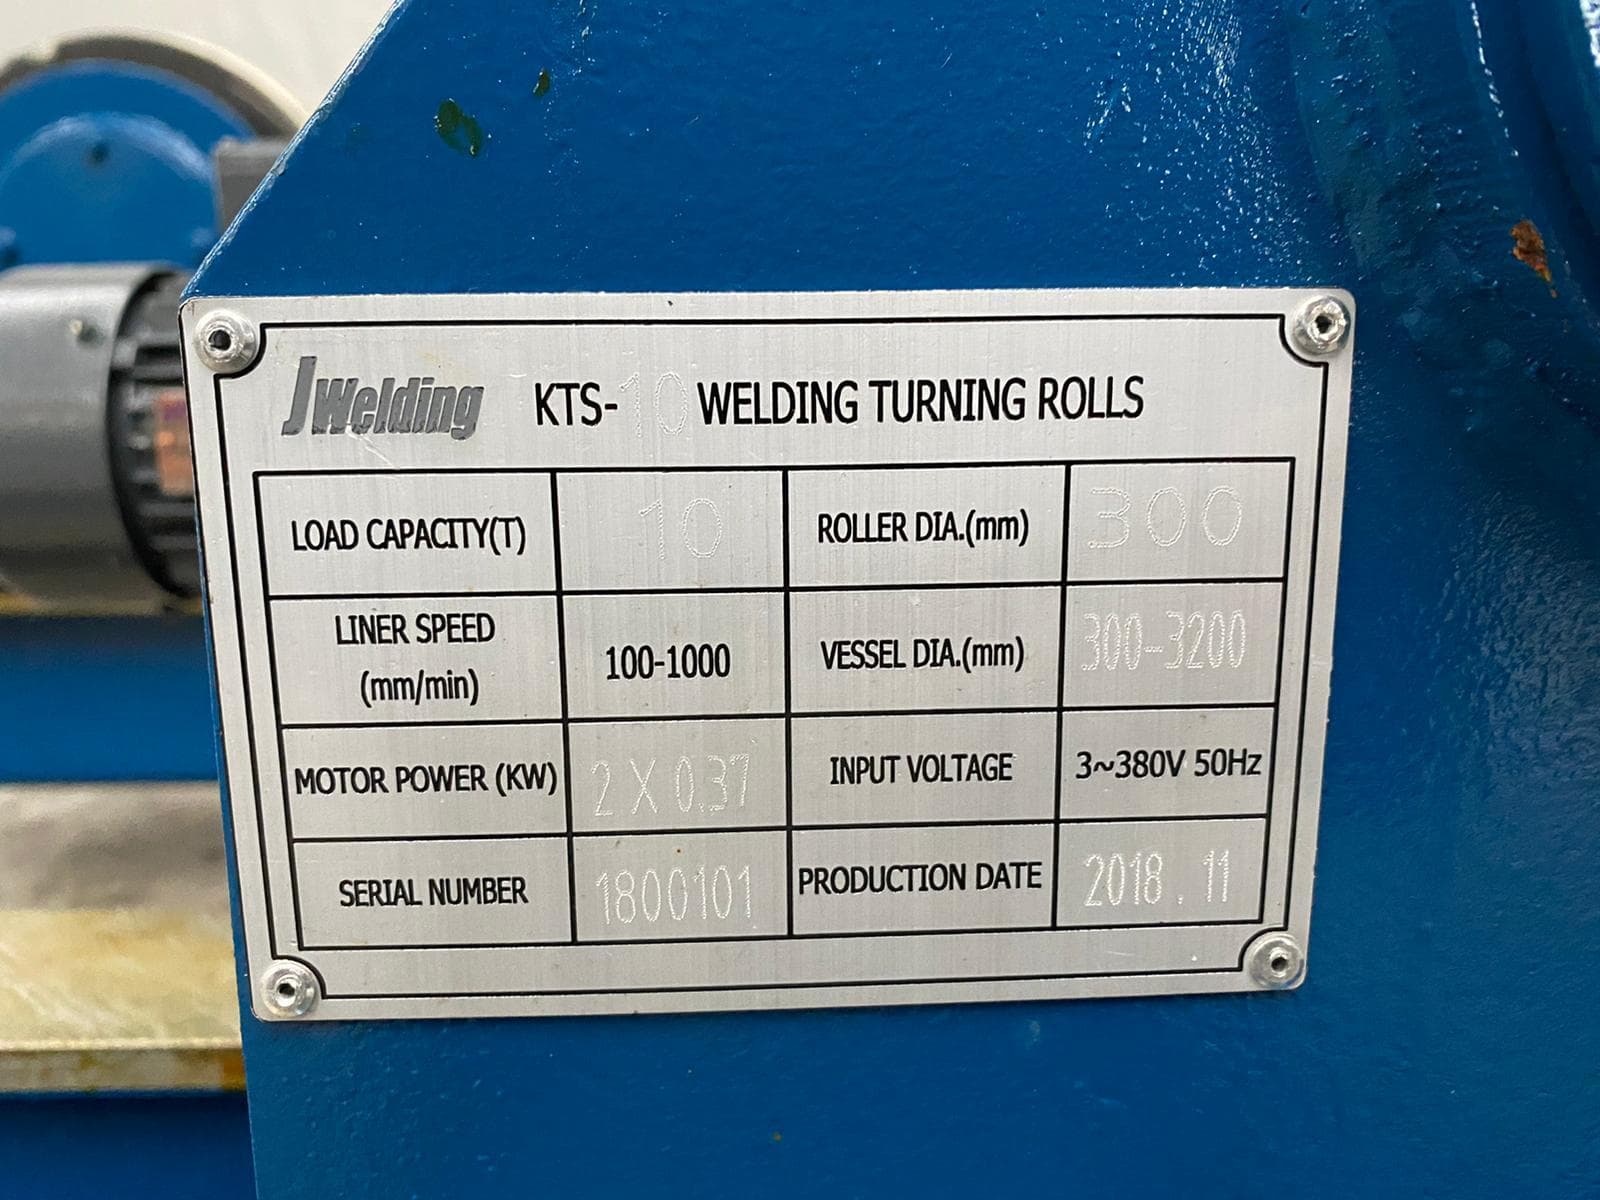 JWelding KTS-10 WELDING TURNING ROLLS
LOAD CAPACITY(T) 10 ROLLER DIA.(mm) 300
LINER SPEED
(mm/min) 100-1000 VESSEL DIA.(mm) 300-3200
MOTOR POWER (KW) 2 X 0.37 INPUT VOLTAGE 3~380V 50Hz
SERIAL NUMBER 1800101 PRODUCTION DATE 2018.11